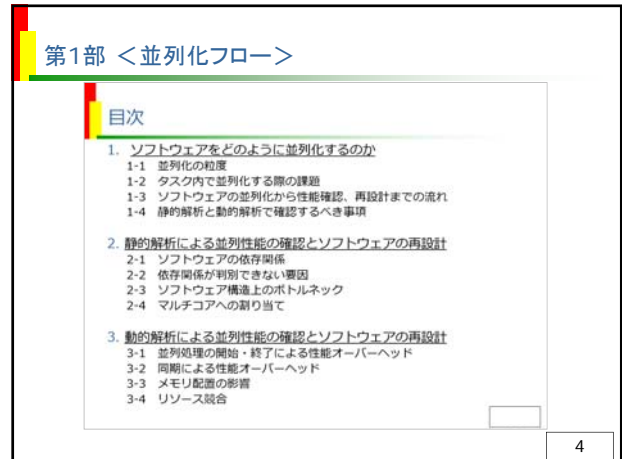 第1部 ＜並列化フロー＞
目次
1. ソフトウェアをどのように並列化するのか
1-1 並列化の粒度
1-2 タスク内で並列化する際の課題
1-3 ソフトウェアの並列化から性能確認、再設計までの流れ
1-4 静的解析と動的解析で確認するべき事項
2. 静的解析による並列性能の確認とソフトウェアの再設計
2-1 ソフトウェアの依存関係
2-2 依存関係が判別できない要因
2-3 ソフトウェア構造上のボトルネック
2-4 マルチコアへの割り当て
3. 動的解析による並列性能の確認とソフトウェアの再設計
3-1 並列処理の開始・終了による性能オーバーヘッド
3-2 同期による性能オーバーヘッド
3-3 メモリ配置の影響
3-4 リソース競合
4